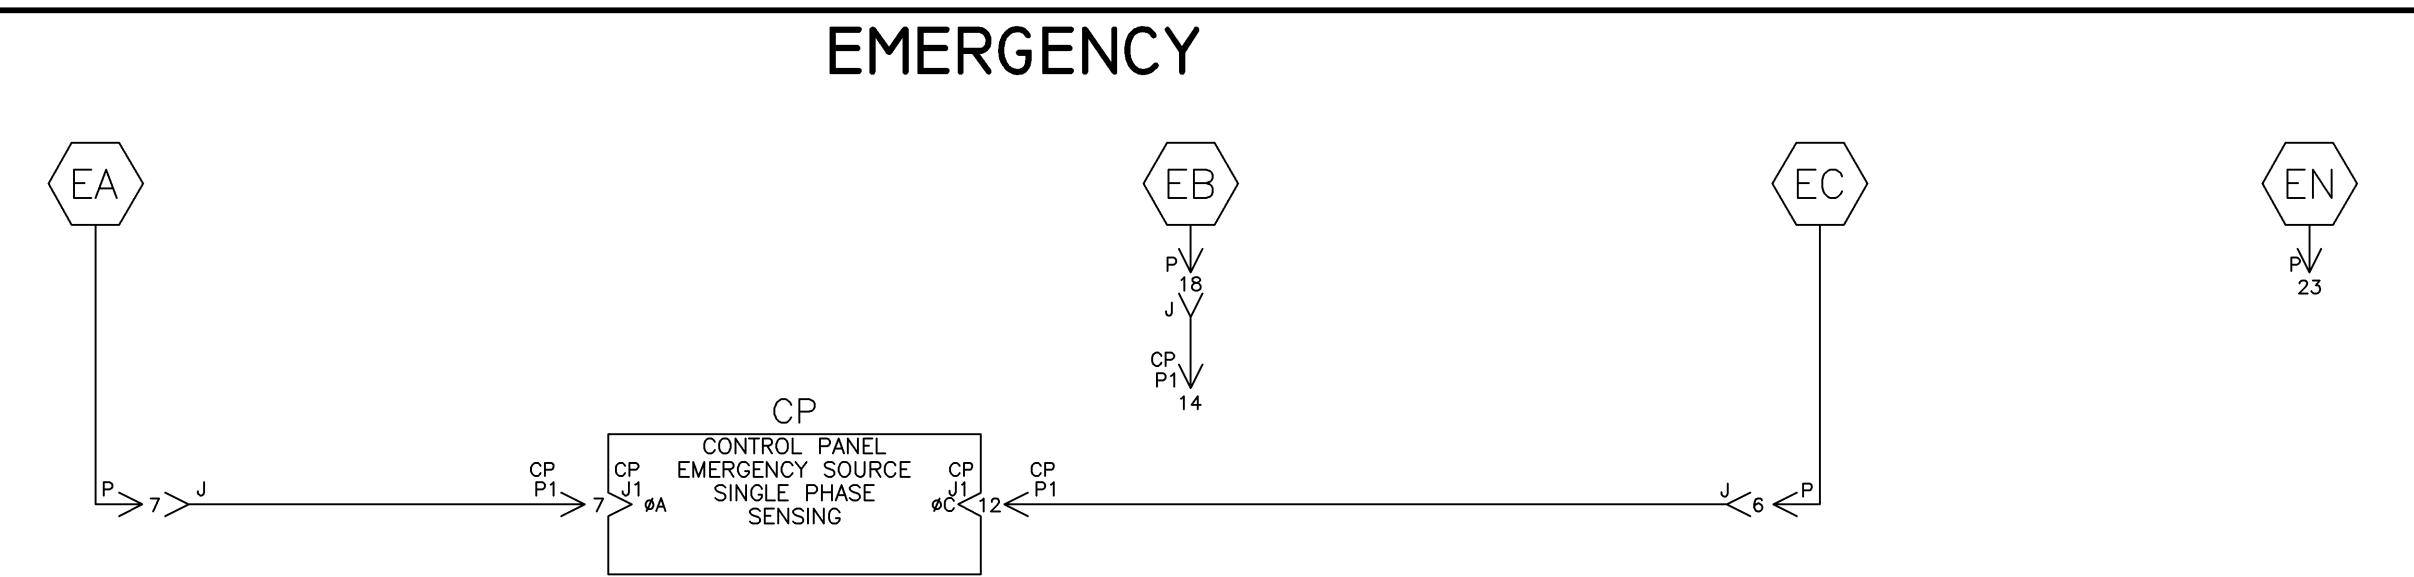 EMERGENCY
EA
EB
EC
EN
P
18
J
P
23
CP
P1
14
CP
CONTROL PANEL
EMERGENCY SOURCE
SINGLE PHASE
SENSING
P
7
J
CP
P1
7
CP
J1
øA
CP
J1
øC
12
CP
P1
J
6
P